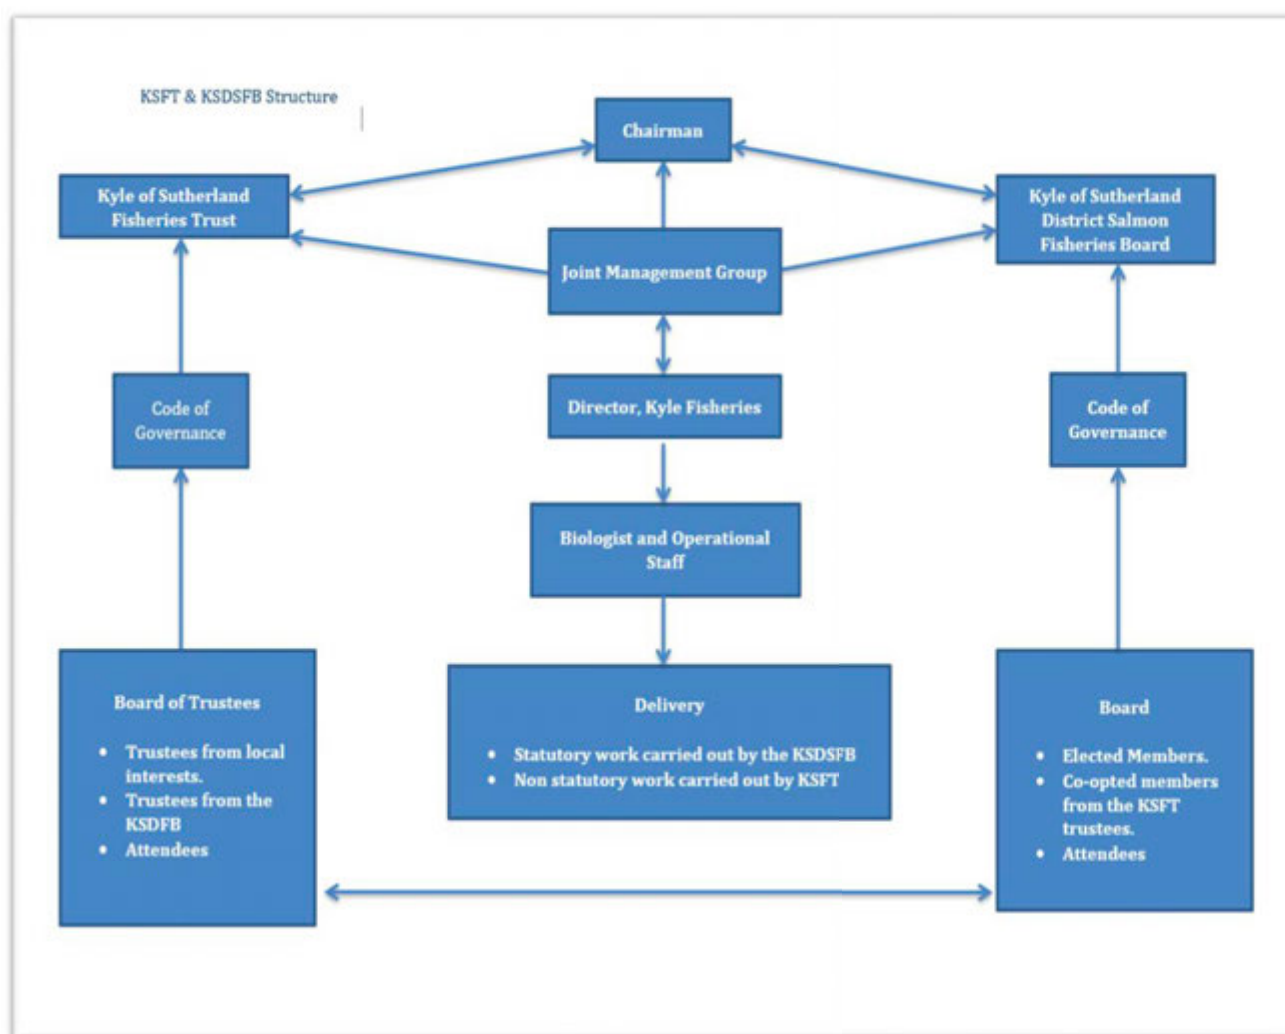 KSFT & KSDSFB Structure
Chairman
Kyle of Sutherland
Fisheries Trust
Kyle of Sutherland
District Salmon
Fisheries Board
Joint Management Group
Director, Kyle Fisheries
Code of
Governance
Code of
Governance
Biologist and Operational
Staff
Board of Trustees
• Trustees from local
interests.
• Trustees from the
KSDFB
• Attendees
Delivery
• Statutory work carried out by the KSDSFB
• Non statutory work carried out by KSFT
Board
• Elected Members.
• Co-opted members
from the KSFT
trustees.
• Attendees